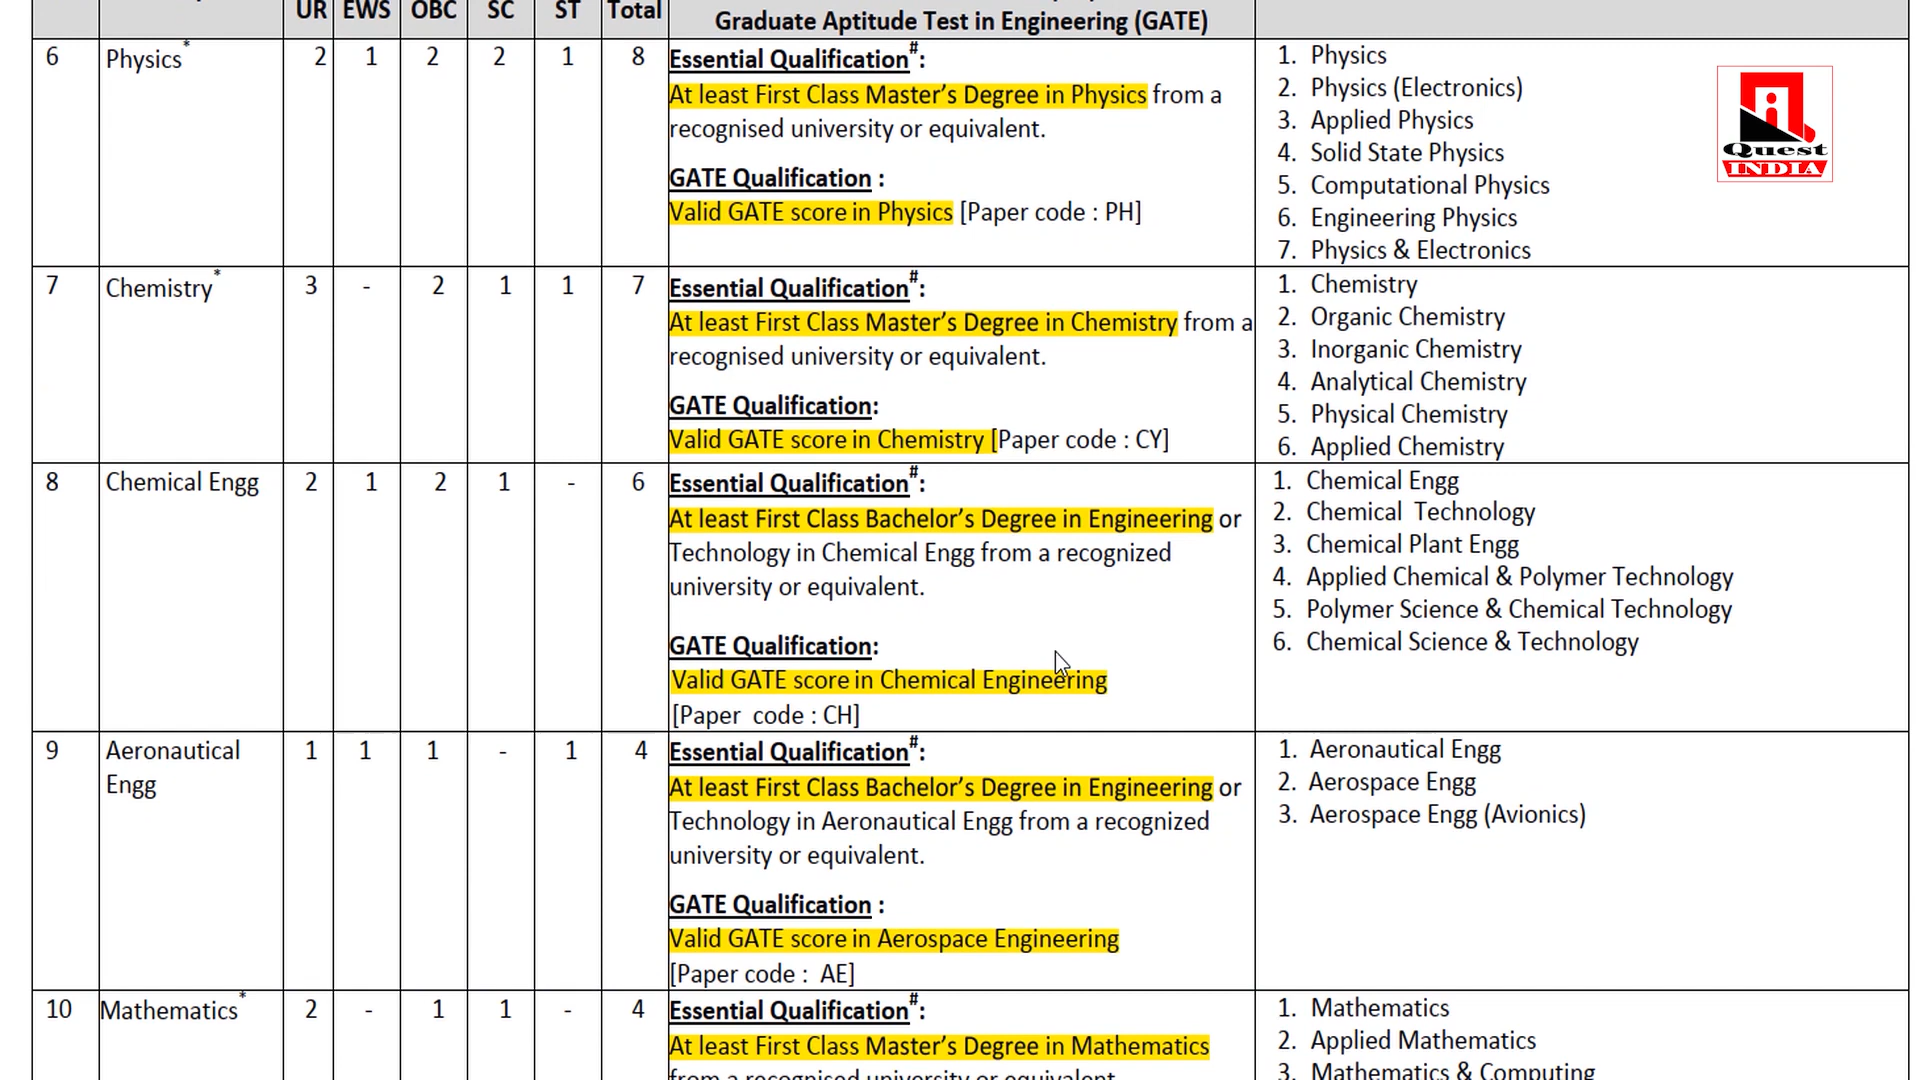 UR EWS OBC SC ST Total
Graduate Aptitude Test in Engineering (GATE)
6 Physics* 2 1 2 2 1 8
Essential Qualification#:
At least First Class Master's Degree in Physics from a
recognised university or equivalent.
GATE Qualification :
Valid GATE score in Physics [Paper code : PH]
1. Physics
2. Physics (Electronics)
3. Applied Physics
4. Solid State Physics
5. Computational Physics
6. Engineering Physics
7. Physics & Electronics
Quest
INDIA
7 Chemistry* 3 - 2 1 1 7
Essential Qualification#:
At least First Class Master's Degree in Chemistry from a
recognised university or equivalent.
GATE Qualification:
Valid GATE score in Chemistry [Paper code : CY]
1. Chemistry
2. Organic Chemistry
3. Inorganic Chemistry
4. Analytical Chemistry
5. Physical Chemistry
6. Applied Chemistry
8 Chemical Engg 2 1 2 1 - 6
Essential Qualification#:
At least First Class Bachelor's Degree in Engineering or
Technology in Chemical Engg from a recognized
university or equivalent.
GATE Qualification:
Valid GATE score in Chemical Engineering
[Paper code : CH]
1. Chemical Engg
2. Chemical Technology
3. Chemical Plant Engg
4. Applied Chemical & Polymer Technology
5. Polymer Science & Chemical Technology
6. Chemical Science & Technology
9 Aeronautical 1 1 1 - 1 4
Engg
Essential Qualification#:
At least First Class Bachelor's Degree in Engineering or
Technology in Aeronautical Engg from a recognized
university or equivalent.
GATE Qualification :
Valid GATE score in Aerospace Engineering
[Paper code : AE]
1. Aeronautical Engg
2. Aerospace Engg
3. Aerospace Engg (Avionics)
10 Mathematics* 2 - 1 1 - 4
Essential Qualification#:
At least First Class Master's Degree in Mathematics
from a recognised university or equivalent
1. Mathematics
2. Applied Mathematics
3. Mathematics & Computing